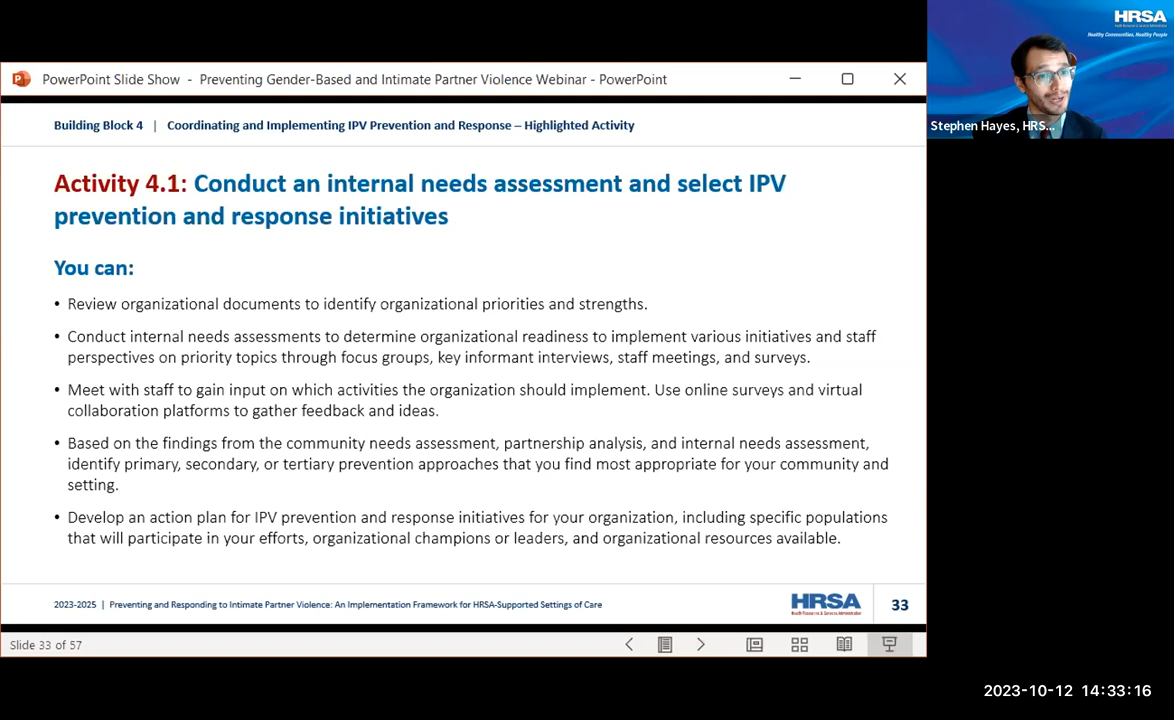 HRSA
Healthy Communities, Healthy People
PowerPoint Slide Show - Preventing Gender-Based and Intimate Partner Violence Webinar - PowerPoint
Stephen Hayes, HRS...
Building Block 4 | Coordinating and Implementing IPV Prevention and Response – Highlighted Activity
Activity 4.1: Conduct an internal needs assessment and select IPV
prevention and response initiatives
You can:
• Review organizational documents to identify organizational priorities and strengths.
• Conduct internal needs assessments to determine organizational readiness to implement various initiatives and staff
perspectives on priority topics through focus groups, key informant interviews, staff meetings, and surveys.
• Meet with staff to gain input on which activities the organization should implement. Use online surveys and virtual
collaboration platforms to gather feedback and ideas.
• Based on the findings from the community needs assessment, partnership analysis, and internal needs assessment,
identify primary, secondary, or tertiary prevention approaches that you find most appropriate for your community and
setting.
• Develop an action plan for IPV prevention and response initiatives for your organization, including specific populations
that will participate in your efforts, organizational champions or leaders, and organizational resources available.
2023-2025 | Preventing and Responding to Intimate Partner Violence: An Implementation Framework for HRSA-Supported Settings of Care
HRSA
33
Slide 33 of 57
2023-10-12 14:33:16